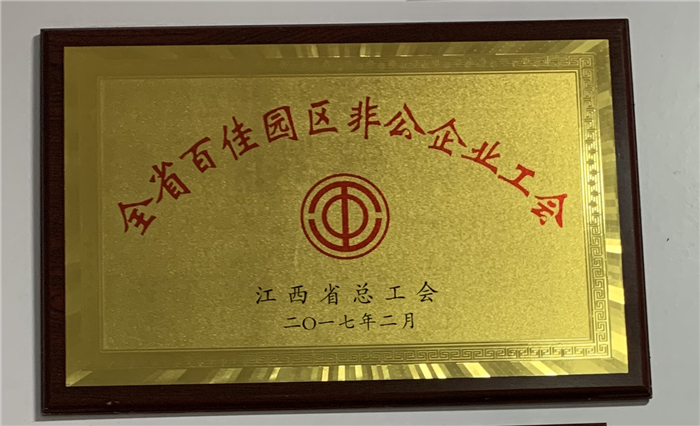 全省百佳园区非公企业工会
江西省总工会
二〇一七年二月